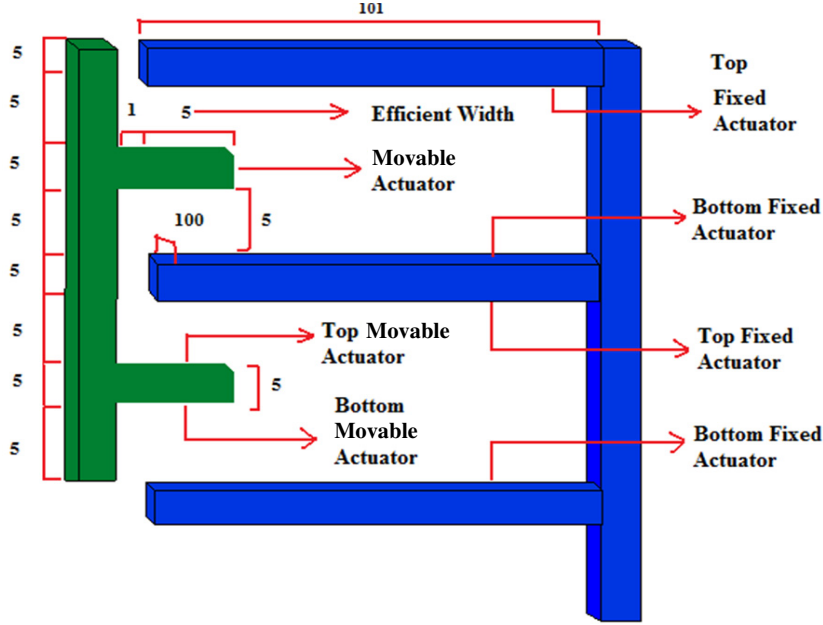 101
5
Top
5
1
5
Efficient Width
Fixed
Actuator
5
Movable
Actuator
5
100
5
Bottom Fixed
Actuator
5
5
Top Movable
Actuator
Top Fixed
Actuator
5
5
Bottom
Movable
Actuator
5
Bottom Fixed
Actuator